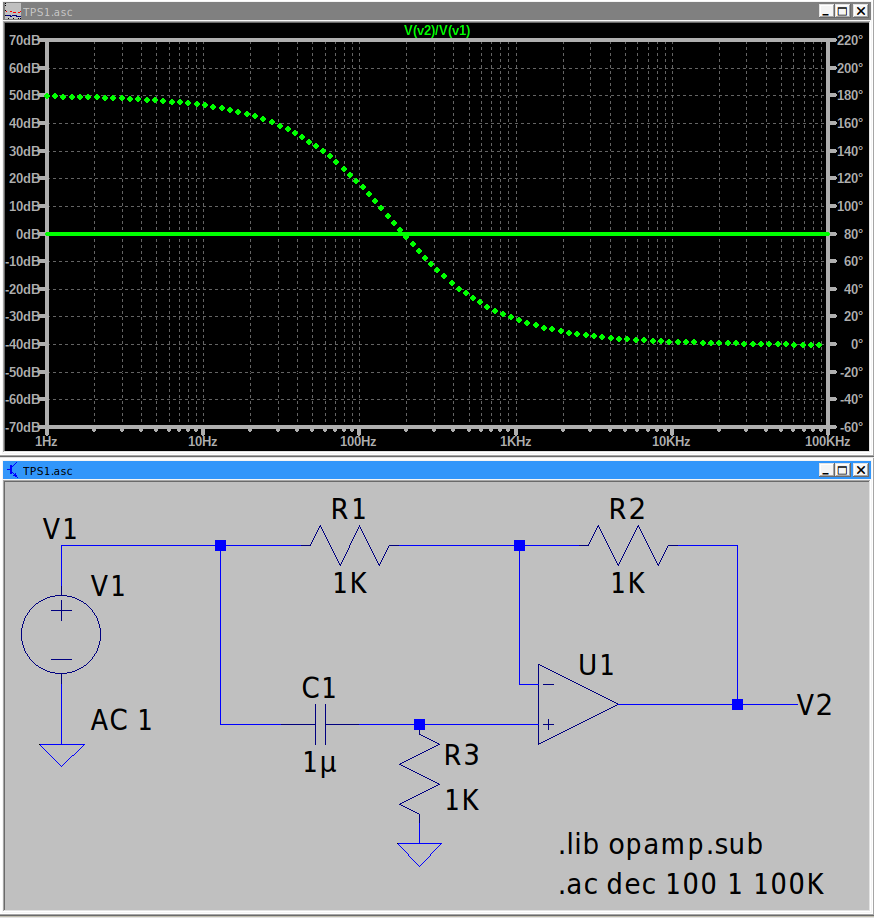 TPS1.asc
V(v2)/V(v1)
70dB 220°
60dB 200°
50dB 180°
40dB 160°
30dB 140°
20dB 120°
10dB 100°
0dB 80°
-10dB 60°
-20dB 40°
-30dB 20°
-40dB 0°
-50dB -20°
-60dB -40°
-70dB -60°
1Hz 10Hz 100Hz 1KHz 10KHz 100KHz
TPS1.asc
V1 R1 R2
V1 1K 1K
C1 U1
AC 1 V2
1µ R3
1K
.lib opamp.sub
.ac dec 100 1 100K